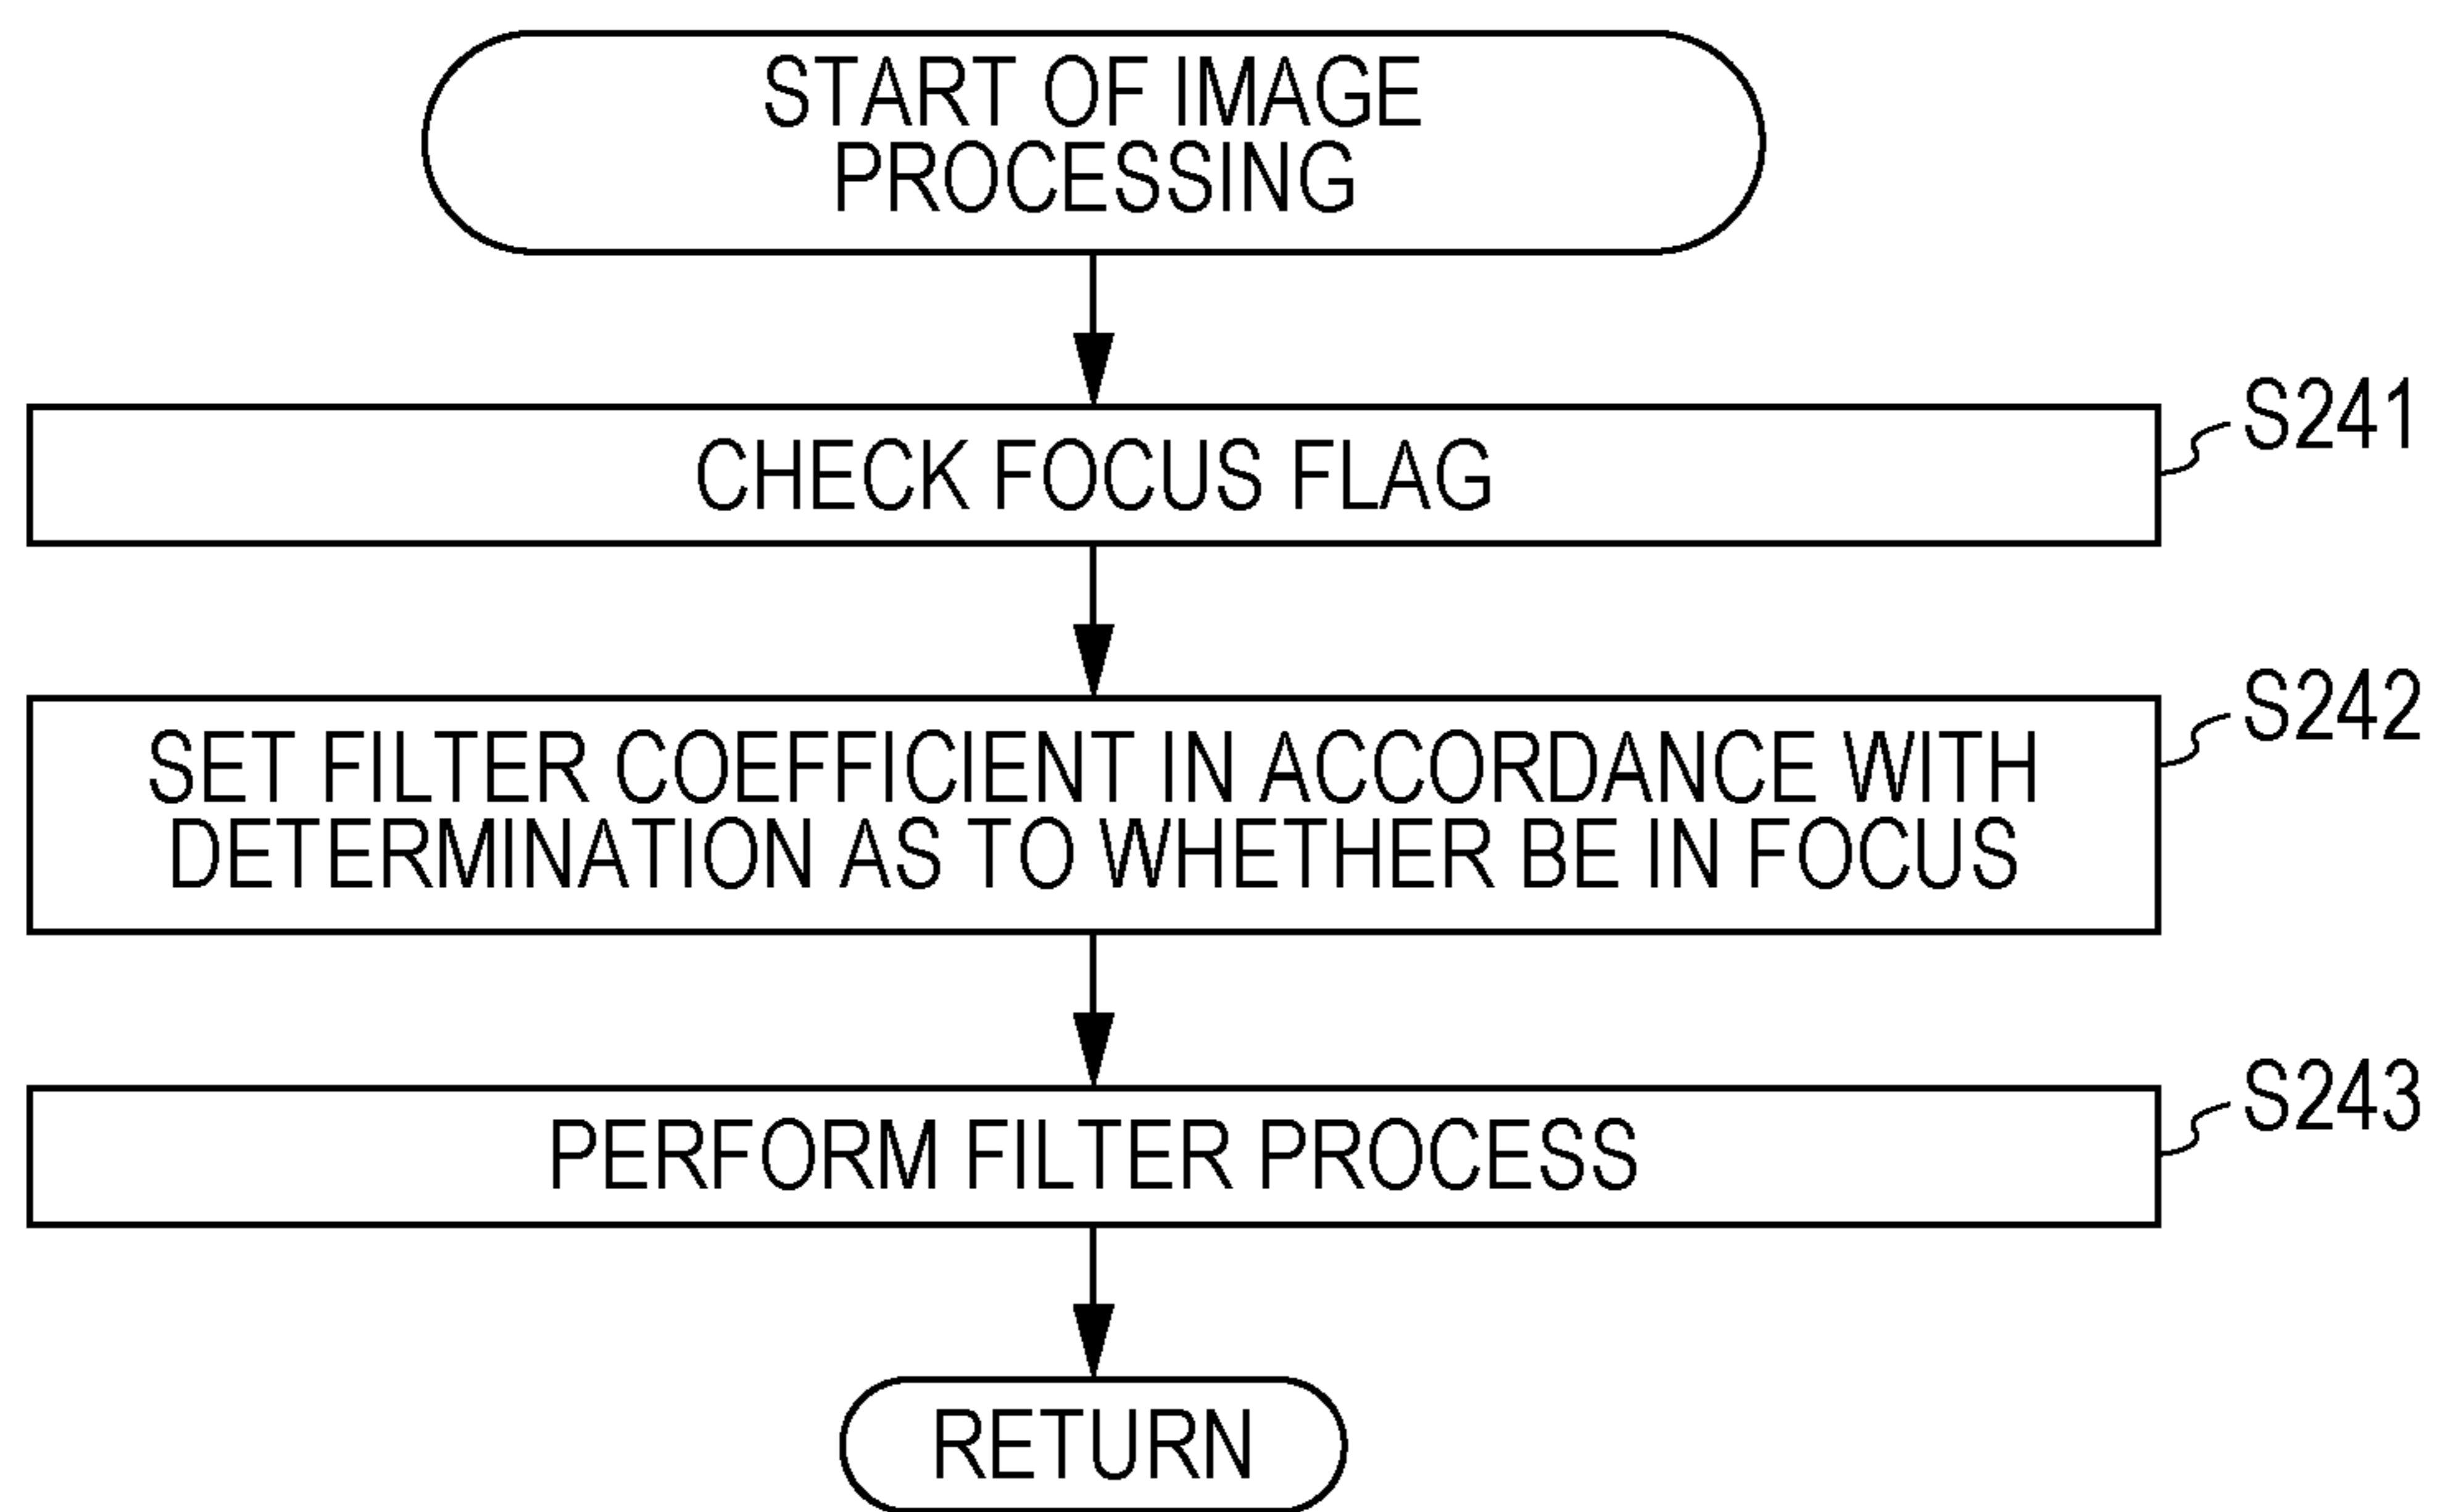 START OF IMAGE
PROCESSING
CHECK FOCUS FLAG
S241
SET FILTER COEFFICIENT IN ACCORDANCE WITH
DETERMINATION AS TO WHETHER BE IN FOCUS
S242
PERFORM FILTER PROCESS
S243
RETURN